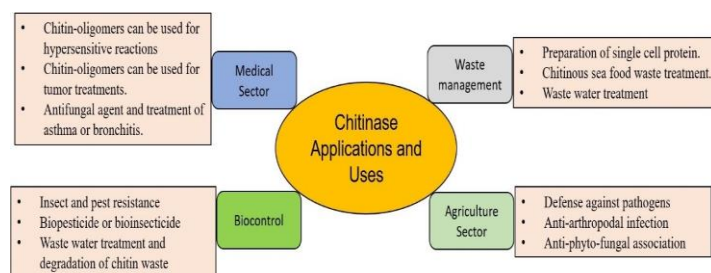 • Chitin-oligomers can be used for
hypersensitive reactions
• Chitin-oligomers can be used for
tumor treatments.
• Antifungal agent and treatment of
asthma or bronchitis.
Medical
Sector
Waste
management
• Preparation of single cell protein.
• Chitinous sea food waste treatment.
• Waste water treatment
Chitinase
Applications and
Uses
• Insect and pest resistance
• Biopesticide or bioinsecticide
• Waste water treatment and
degradation of chitin waste
Biocontrol
Agriculture
Sector
• Defense against pathogens
• Anti-arthropodal infection
• Anti-phyto-fungal association